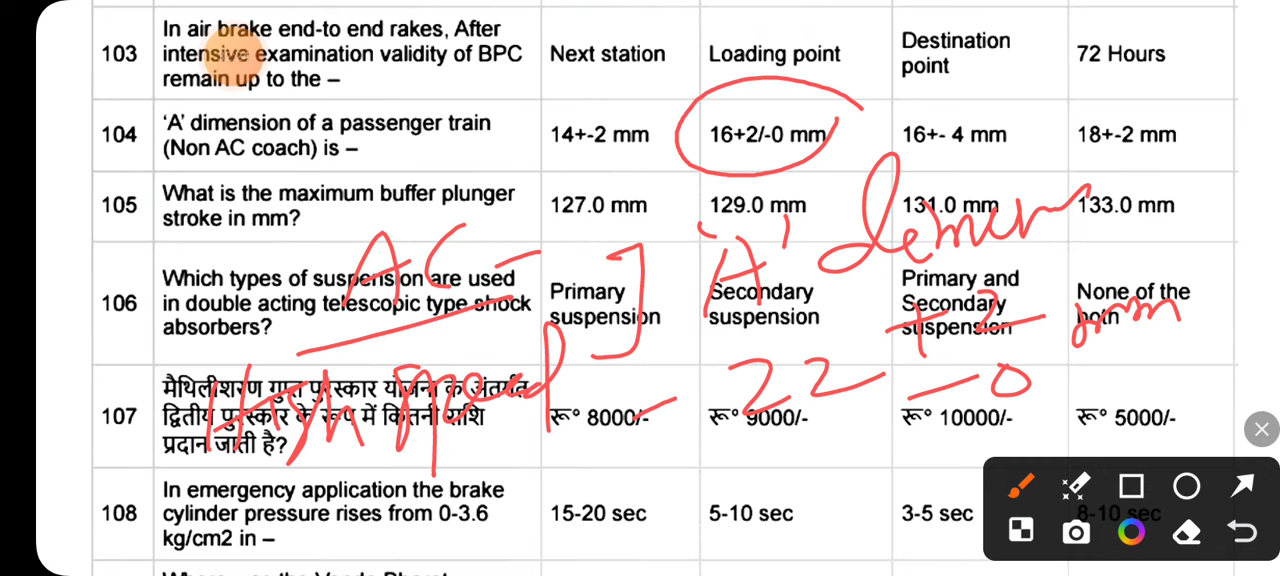 103
In air brake end-to end rakes, After
intensive examination validity of BPC
remain up to the –
Next station
Loading point
Destination
point
72 Hours
104
‘A’ dimension of a passenger train
(Non AC coach) is –
14+-2 mm
16+2/-0 mm
16+- 4 mm
18+-2 mm
105
What is the maximum buffer plunger
stroke in mm?
127.0 mm
129.0 mm
131.0 mm
133.0 mm
AC -
'A' demen
106
Which types of suspension are used
in double acting telescopic type shock
absorbers?
Primary
suspension
Secondary
suspension
Primary and
Secondary
suspension
None of the
both
High speed - 22 +2 -0 mm
107
मैथिलीशरण गुप्त पुरस्कार योजना के अंतर्गत
द्वितीय पुरस्कार के रूप में कितनी राशि
प्रदान जाती है?
रू० 8000/-
रू० 9000/-
रू० 10000/-
रू० 5000/-
108
In emergency application the brake
cylinder pressure rises from 0-3.6
kg/cm2 in –
15-20 sec
5-10 sec
3-5 sec
8-10 sec